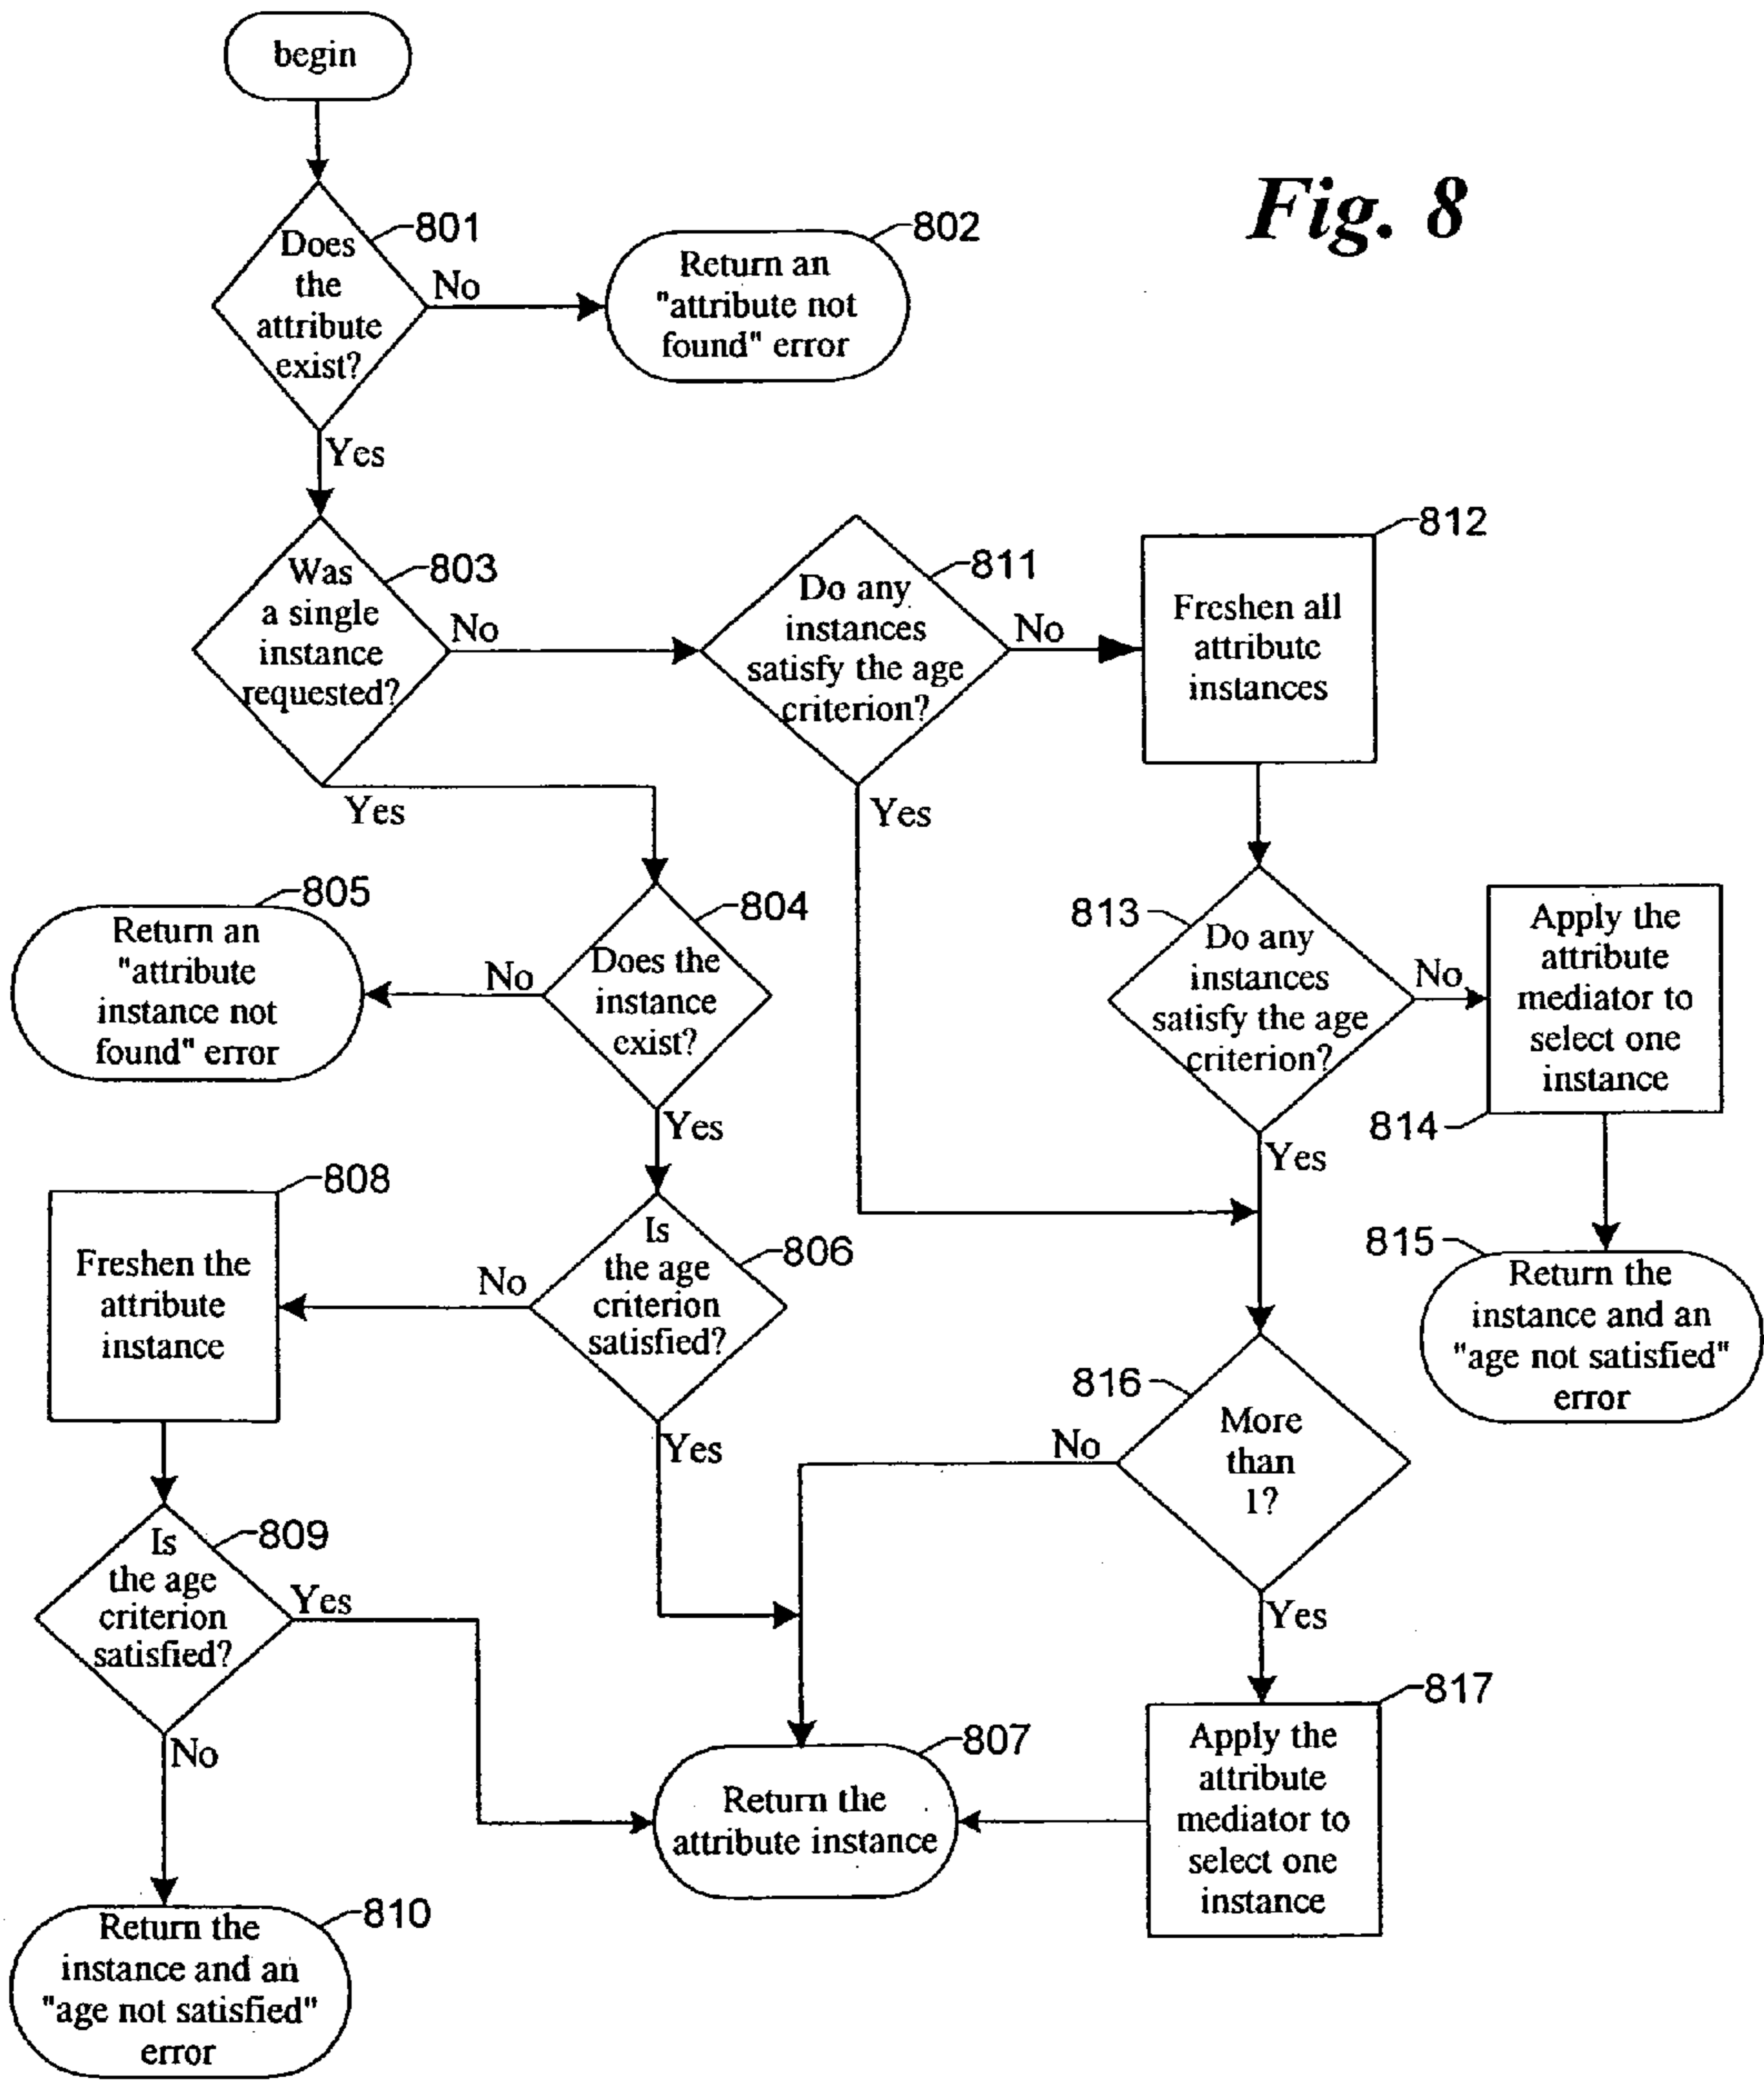 begin
Fig. 8
801
Does
the
attribute
exist?
No
802
Return an
"attribute not
found" error
Yes
803
Was
a single
instance
requested?
No
811
Do any
instances
satisfy the age
criterion?
No
812
Freshen all
attribute
instances
Yes
Yes
805
Return an
"attribute
instance not
found" error
No
804
Does the
instance
exist?
Yes
813
Do any
instances
satisfy the age
criterion?
No
Apply the
attribute
mediator to
select one
instance
814
Yes
808
Freshen the
attribute
instance
No
806
Is
the age
criterion
satisfied?
Yes
815
Return the
instance and an
"age not satisfied"
error
816
More
than
1?
No
Yes
809
Is
the age
criterion
satisfied?
Yes
No
807
Return the
attribute instance
817
Apply the
attribute
mediator to
select one
instance
810
Return the
instance and an
"age not satisfied"
error